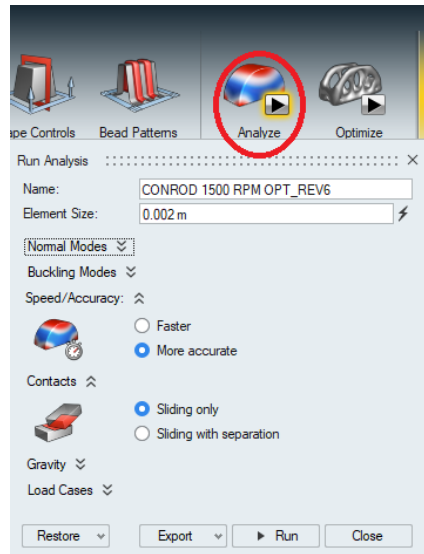 ape Controls Bead Patterns Analyze Optimize
Run Analysis
Name: CONROD 1500 RPM OPT_REV6
Element Size: 0.002 m
Normal Modes
Buckling Modes
Speed/Accuracy:
Faster
More accurate
Contacts
Sliding only
Sliding with separation
Gravity
Load Cases
Restore Export Run Close